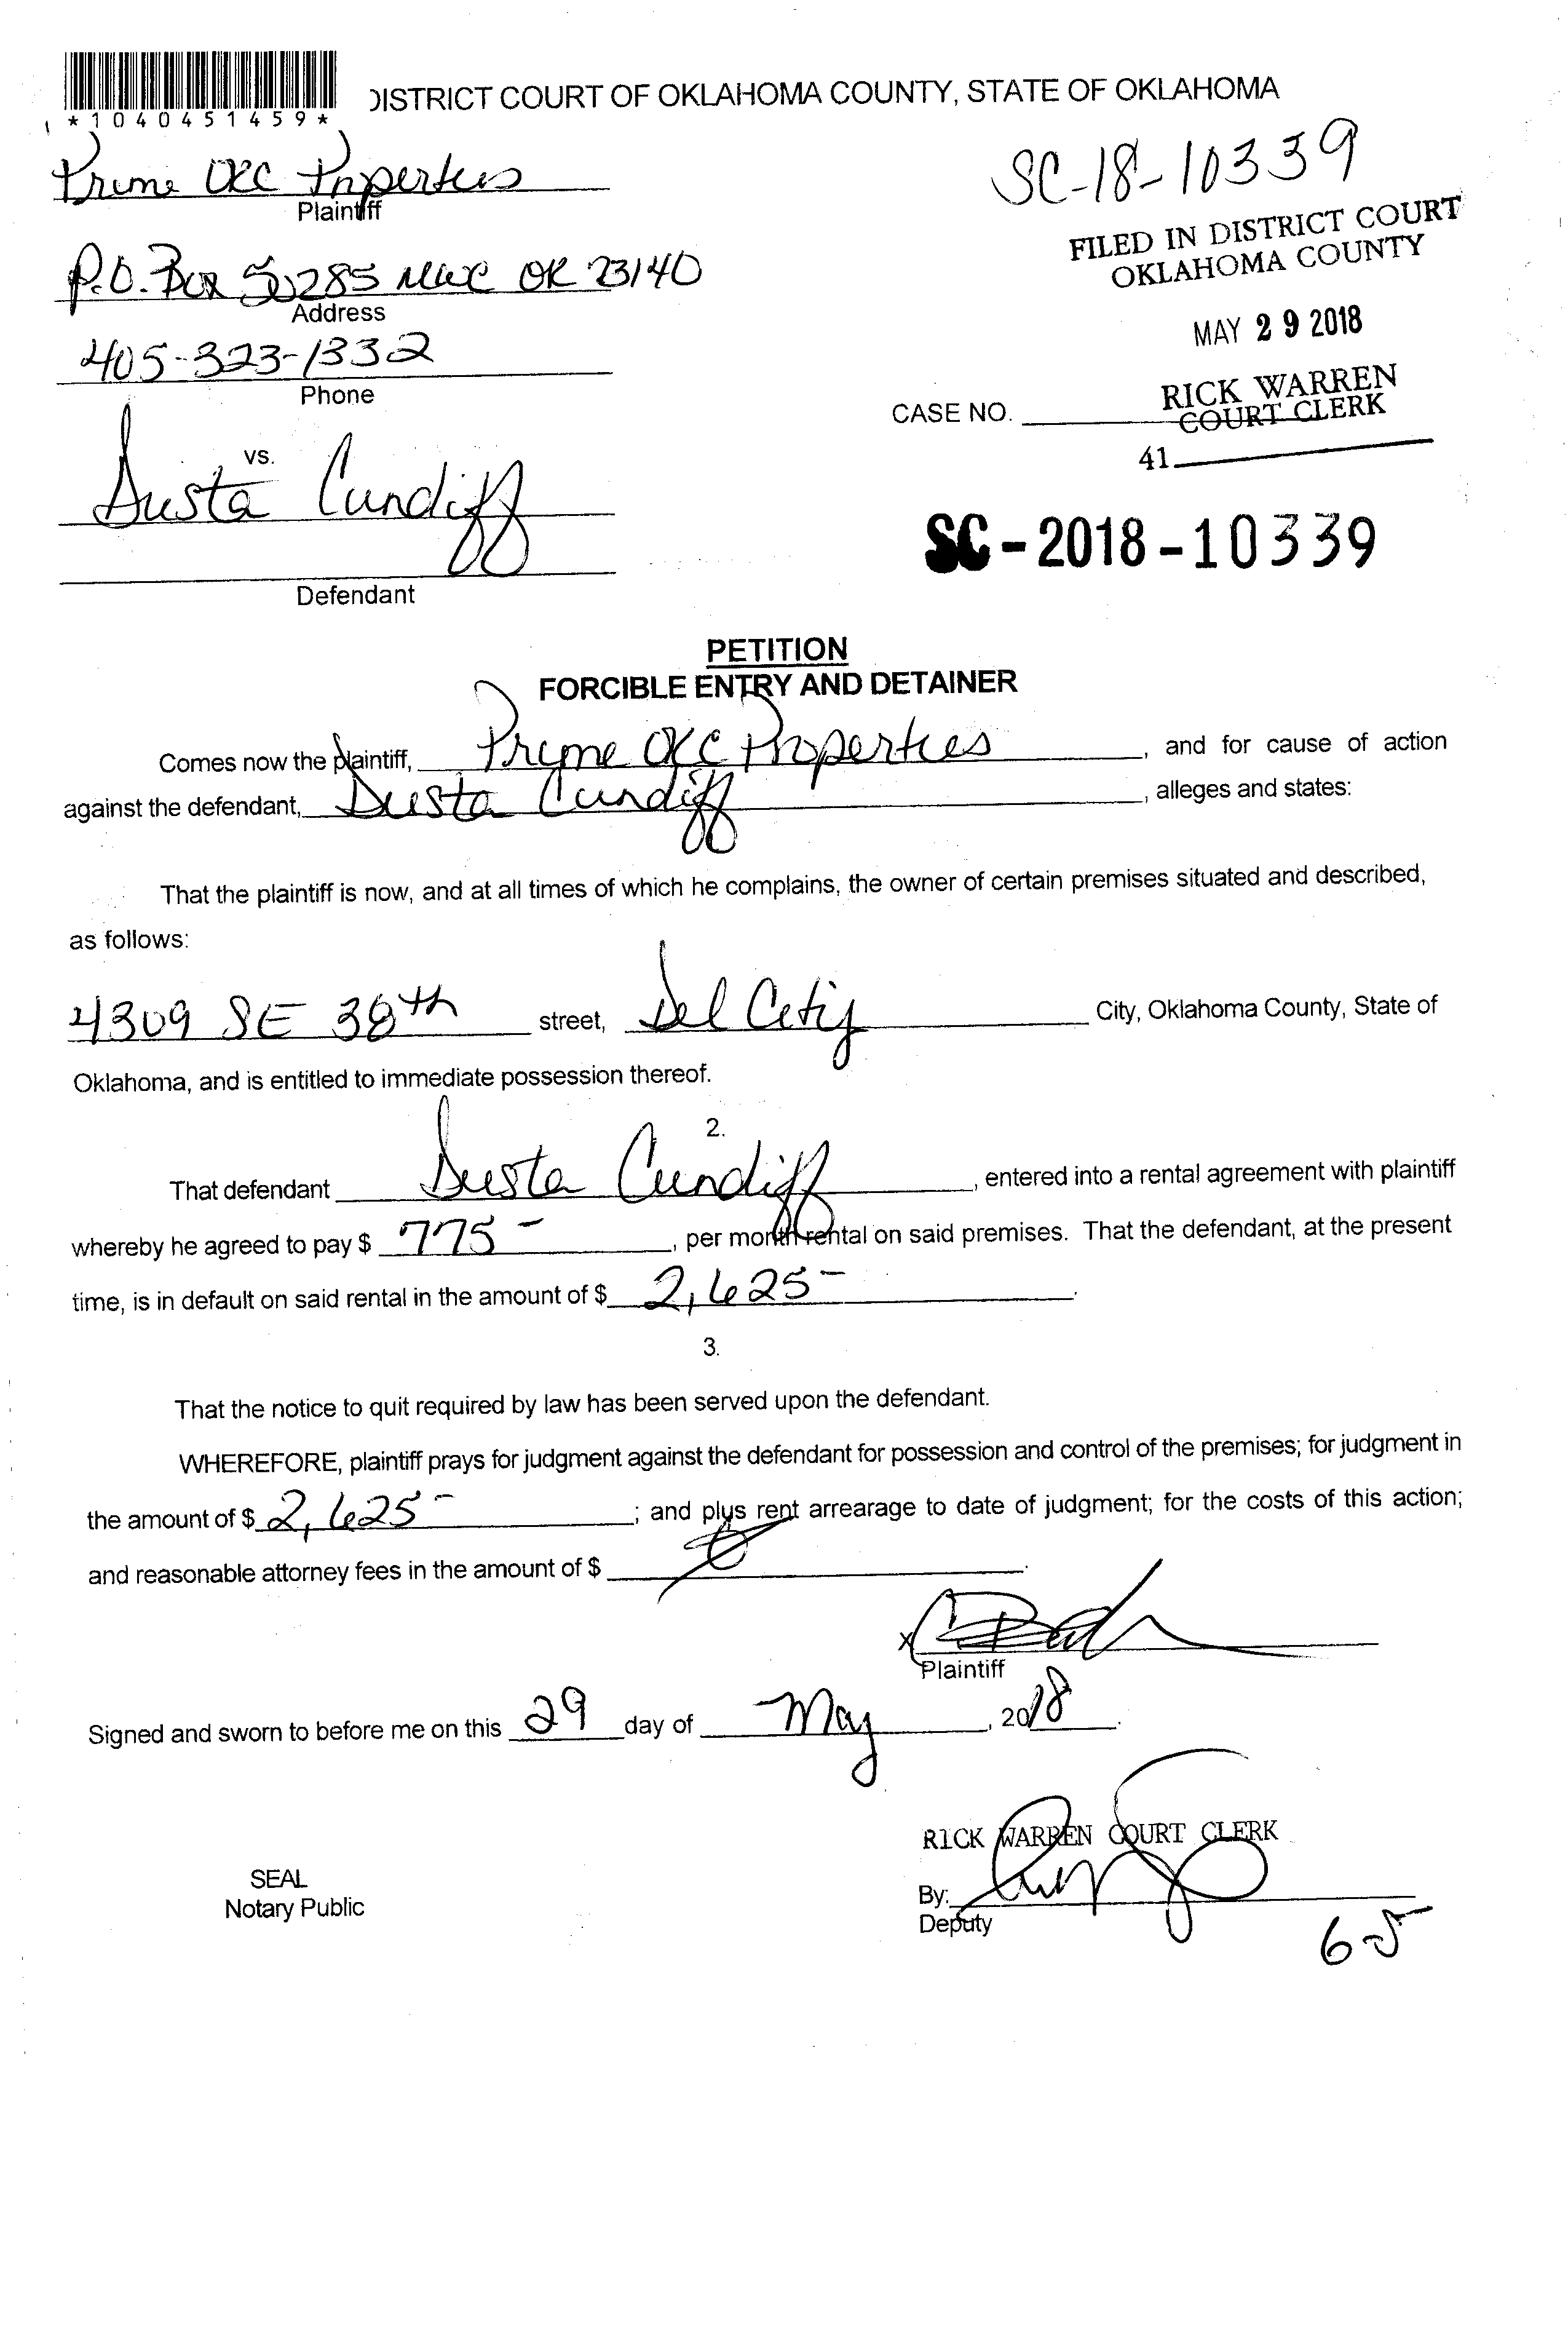 *1040451459*
DISTRICT COURT OF OKLAHOMA COUNTY, STATE OF OKLAHOMA
SC-18-10339
Prime OKC Properties
Plaintiff
FILED IN DISTRICT COURT
OKLAHOMA COUNTY
P.O. Box 50285 MWC OK 73140
Address
MAY 29 2018
405-323-1332
Phone
RICK WARREN
CASE NO. COURT CLERK
41
vs.
Dusta Cundiff
SC-2018-10339
Defendant
PETITION
FORCIBLE ENTRY AND DETAINER
Comes now the plaintiff, Prime OKC Properties, and for cause of action
against the defendant, Dusta Cundiff, alleges and states:
That the plaintiff is now, and at all times of which he complains, the owner of certain premises situated and described,
as follows:
4309 SE 38th street, Del City City, Oklahoma County, State of
Oklahoma, and is entitled to immediate possession thereof.
2.
That defendant Dusta Cundiff, entered into a rental agreement with plaintiff
whereby he agreed to pay $ 775-, per month rental on said premises. That the defendant, at the present
time, is in default on said rental in the amount of $ 2,625-.
3.
That the notice to quit required by law has been served upon the defendant.
WHEREFORE, plaintiff prays for judgment against the defendant for possession and control of the premises; for judgment in
the amount of $ 2,625-; and plus rent arrearage to date of judgment; for the costs of this action;
and reasonable attorney fees in the amount of $ 0.
X
Plaintiff
Signed and sworn to before me on this 29 day of May, 2018.
RICK WARREN COURT CLERK
SEAL
Notary Public
By:
Deputy
6-5